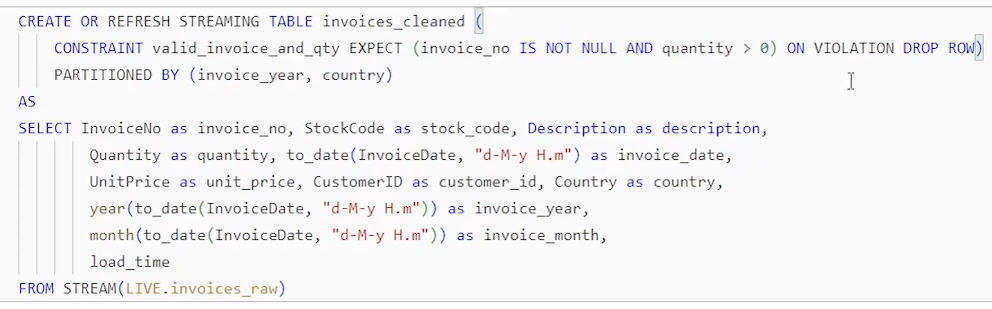 CREATE OR REFRESH STREAMING TABLE invoices_cleaned (
CONSTRAINT valid_invoice_and_qty EXPECT (invoice_no IS NOT NULL AND quantity > 0) ON VIOLATION DROP ROW)
PARTITIONED BY (invoice_year, country)
AS
SELECT InvoiceNo as invoice_no, StockCode as stock_code, Description as description,
Quantity as quantity, to_date(InvoiceDate, "d-M-y H.m") as invoice_date,
UnitPrice as unit_price, CustomerID as customer_id, Country as country,
year(to_date(InvoiceDate, "d-M-y H.m")) as invoice_year,
month(to_date(InvoiceDate, "d-M-y H.m")) as invoice_month,
load_time
FROM STREAM(LIVE.invoices_raw)